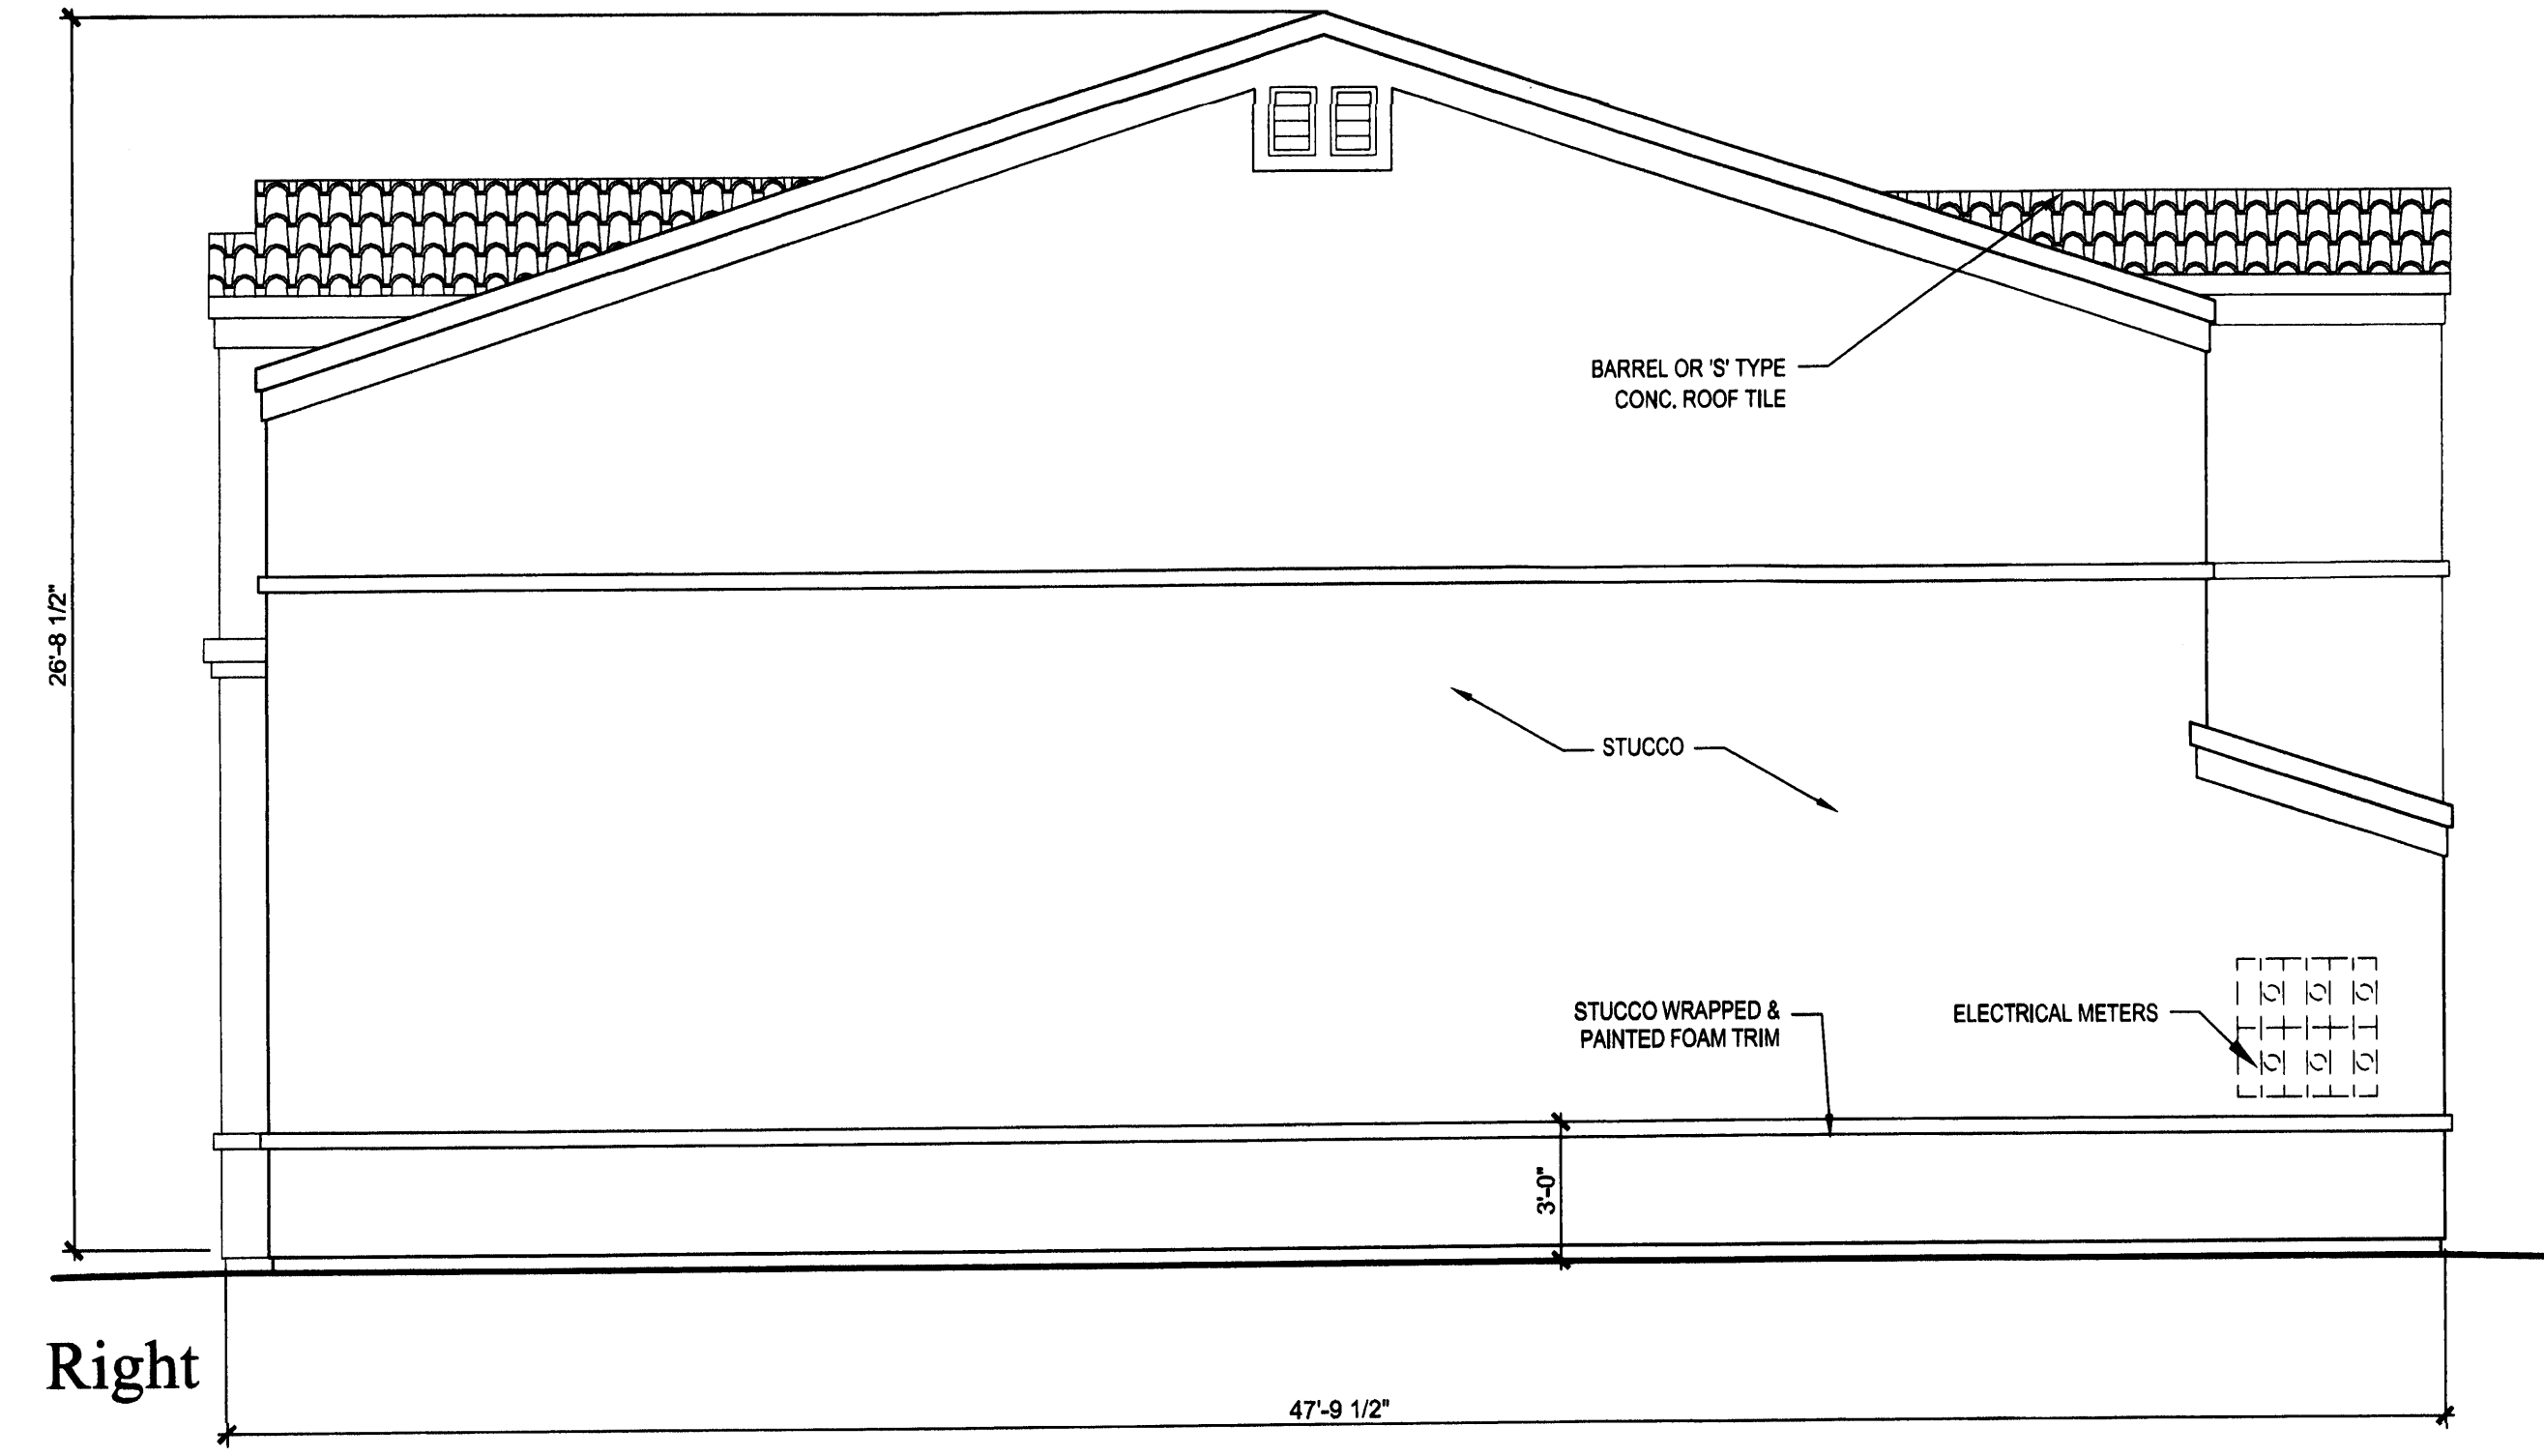 26'-8 1/2"
BARREL OR 'S' TYPE
CONC. ROOF TILE
STUCCO
STUCCO WRAPPED &
PAINTED FOAM TRIM
ELECTRICAL METERS
3'-0"
Right
47'-9 1/2"